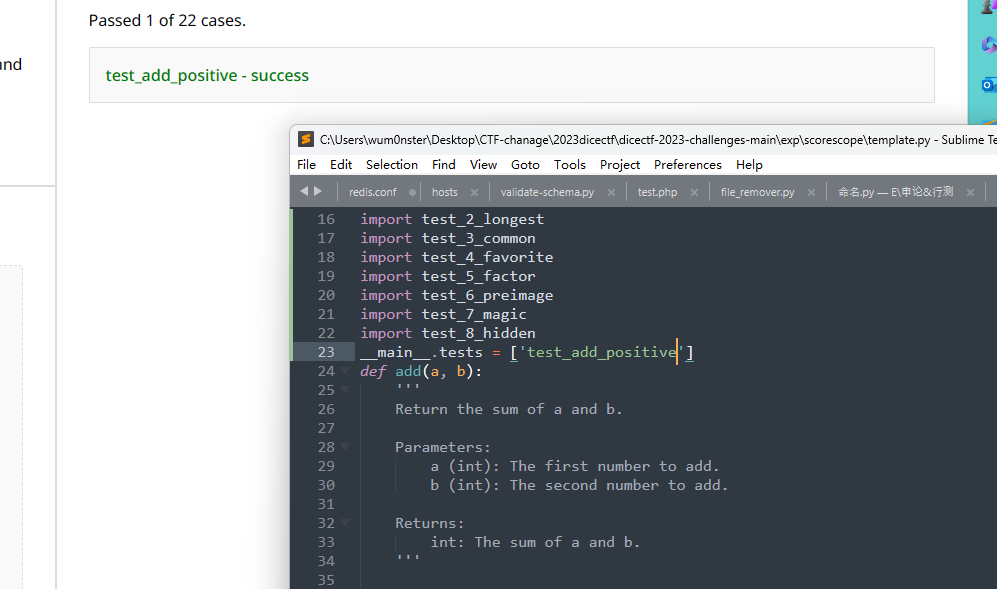 Passed 1 of 22 cases.
and
test_add_positive - success
C:\Users\wum0nster\Desktop\CTF-chanage\2023dicectf\dicectf-2023-challenges-main\exp\scorescope\template.py - Sublime Te
File Edit Selection Find View Goto Tools Project Preferences Help
redis.conf hosts validate-schema.py test.php file_remover.py 命名.py — E\申论&行测
16 import test_2_longest
17 import test_3_common
18 import test_4_favorite
19 import test_5_factor
20 import test_6_preimage
21 import test_7_magic
22 import test_8_hidden
23 __main__.tests = ['test_add_positive']
24 def add(a, b):
25 '''
26 Return the sum of a and b.
27
28 Parameters:
29 a (int): The first number to add.
30 b (int): The second number to add.
31
32 Returns:
33 int: The sum of a and b.
34 '''
35